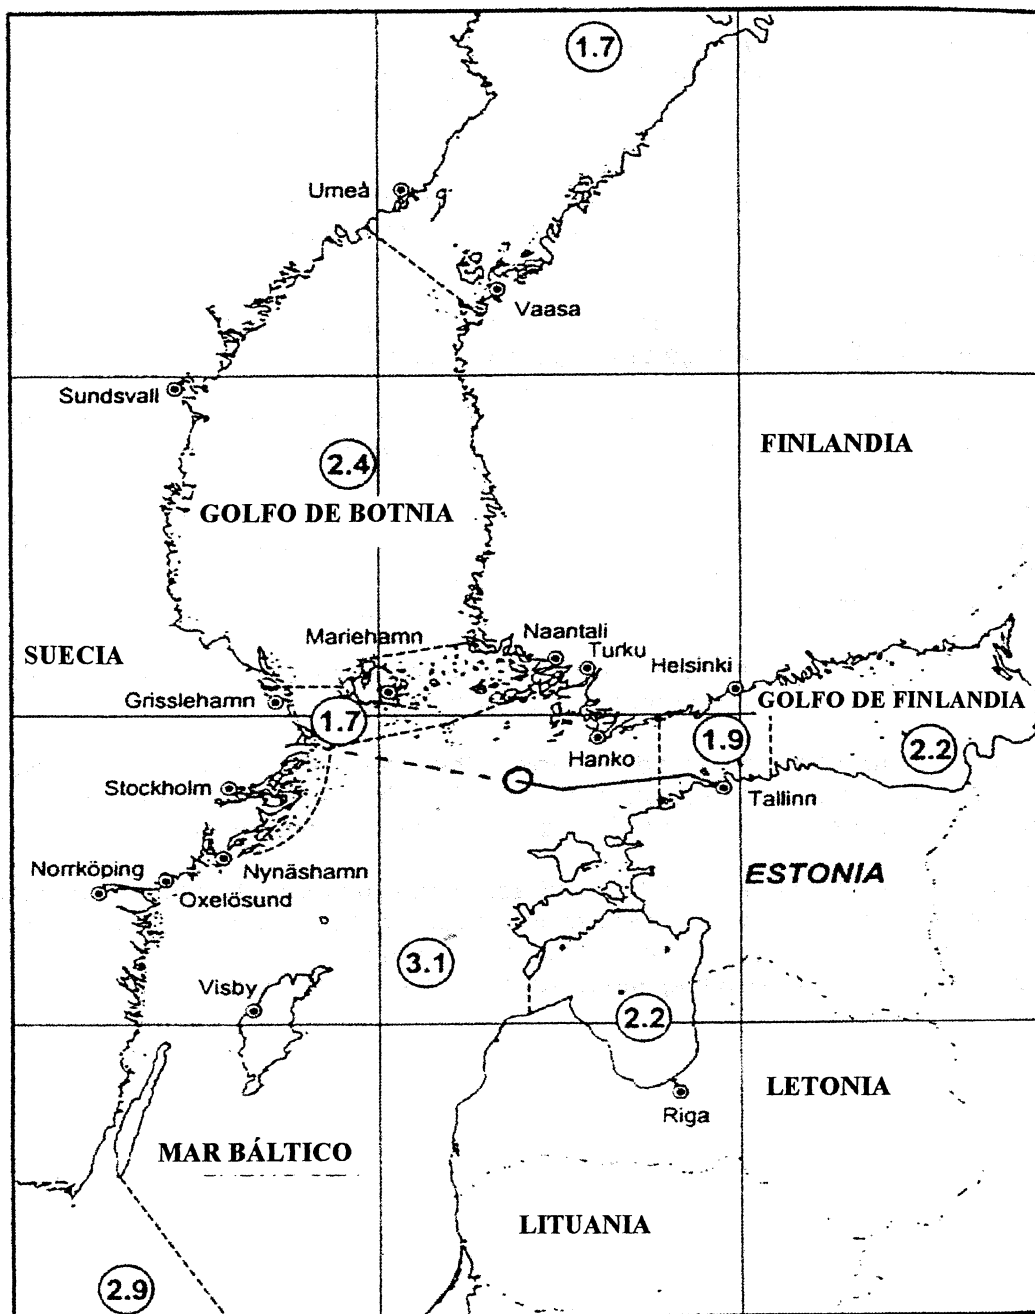 1.7
Umeå
Vaasa
Sundsvall
FINLANDIA
2.4
GOLFO DE BOTNIA
Mariehamn
Naantali
Turku
SUECIA
Helsinki
Grisslehamn
GOLFO DE FINLANDIA
1.7
1.9
2.2
Hanko
Stockholm
Tallinn
Norrköping
Nynäshamn
Oxelösund
ESTONIA
3.1
Visby
2.2
LETONIA
Riga
MAR BÁLTICO
LITUANIA
2.9